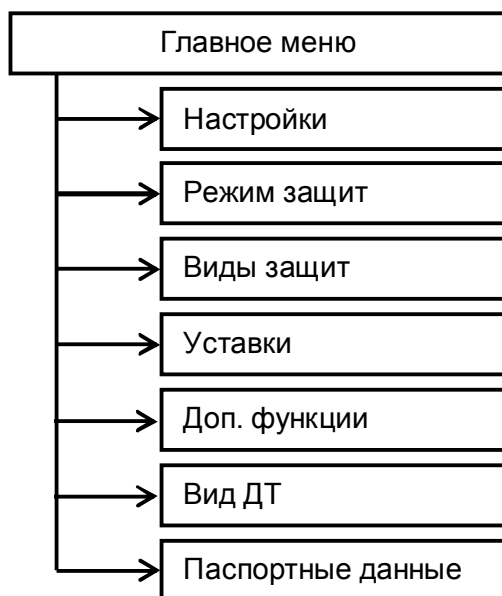 Главное меню
Настройки
Режим защит
Виды защит
Уставки
Доп. функции
Вид ДТ
Паспортные данные